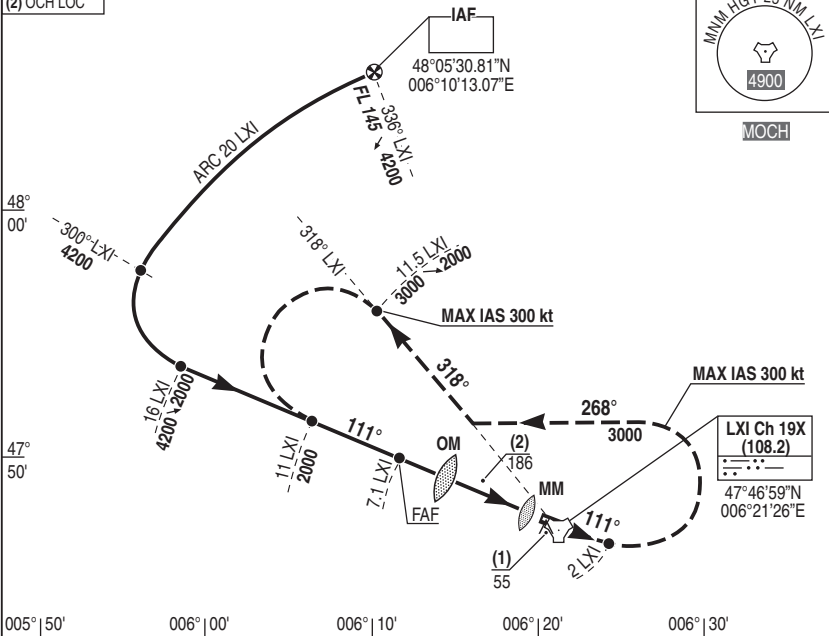 (2) OCH LOC
IAF
48°05'30.81"N
006°10'13.07"E
MNM HGT 25 NM LXI
4900
MOCH
ARC 20 LXI
FL 145
4200
336° LXI
48°
00'
300° LXI
4200
318° LXI
11.5 LXI
3000
2000
MAX IAS 300 kt
318°
MAX IAS 300 kt
268°
3000
16 LXI
4200
2000
11 LXI
2000
111°
7.1 LXI
FAF
OM
(2)
186
MM
LXI Ch 19X
(108.2)
47°46'59"N
006°21'26"E
47°
50'
111°
2 LXI
(1)
55
005° 50'
006° 00'
006° 10'
006° 20'
006° 30'